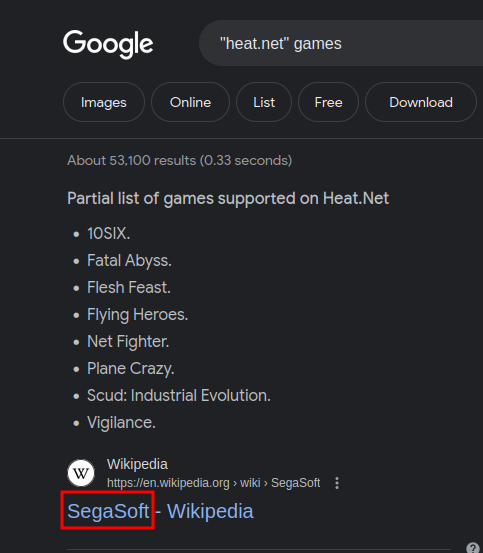 Google
"heat.net" games
Images
Online
List
Free
Download
About 53,100 results (0.33 seconds)
Partial list of games supported on Heat.Net
• 10SIX.
• Fatal Abyss.
• Flesh Feast.
• Flying Heroes.
• Net Fighter.
• Plane Crazy.
• Scud: Industrial Evolution.
• Vigilance.
W
Wikipedia
https://en.wikipedia.org › wiki › SegaSoft
SegaSoft - Wikipedia
?